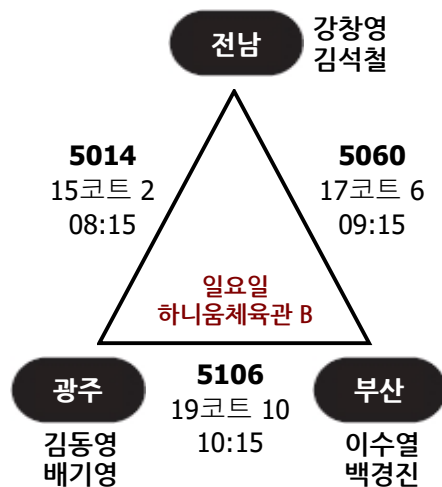 전남
강창영
김석철
5014
15코트 2
08:15
5060
17코트 6
09:15
일요일
하니움체육관 B
광주
김동영
배기영
5106
19코트 10
10:15
부산
이수열
백경진